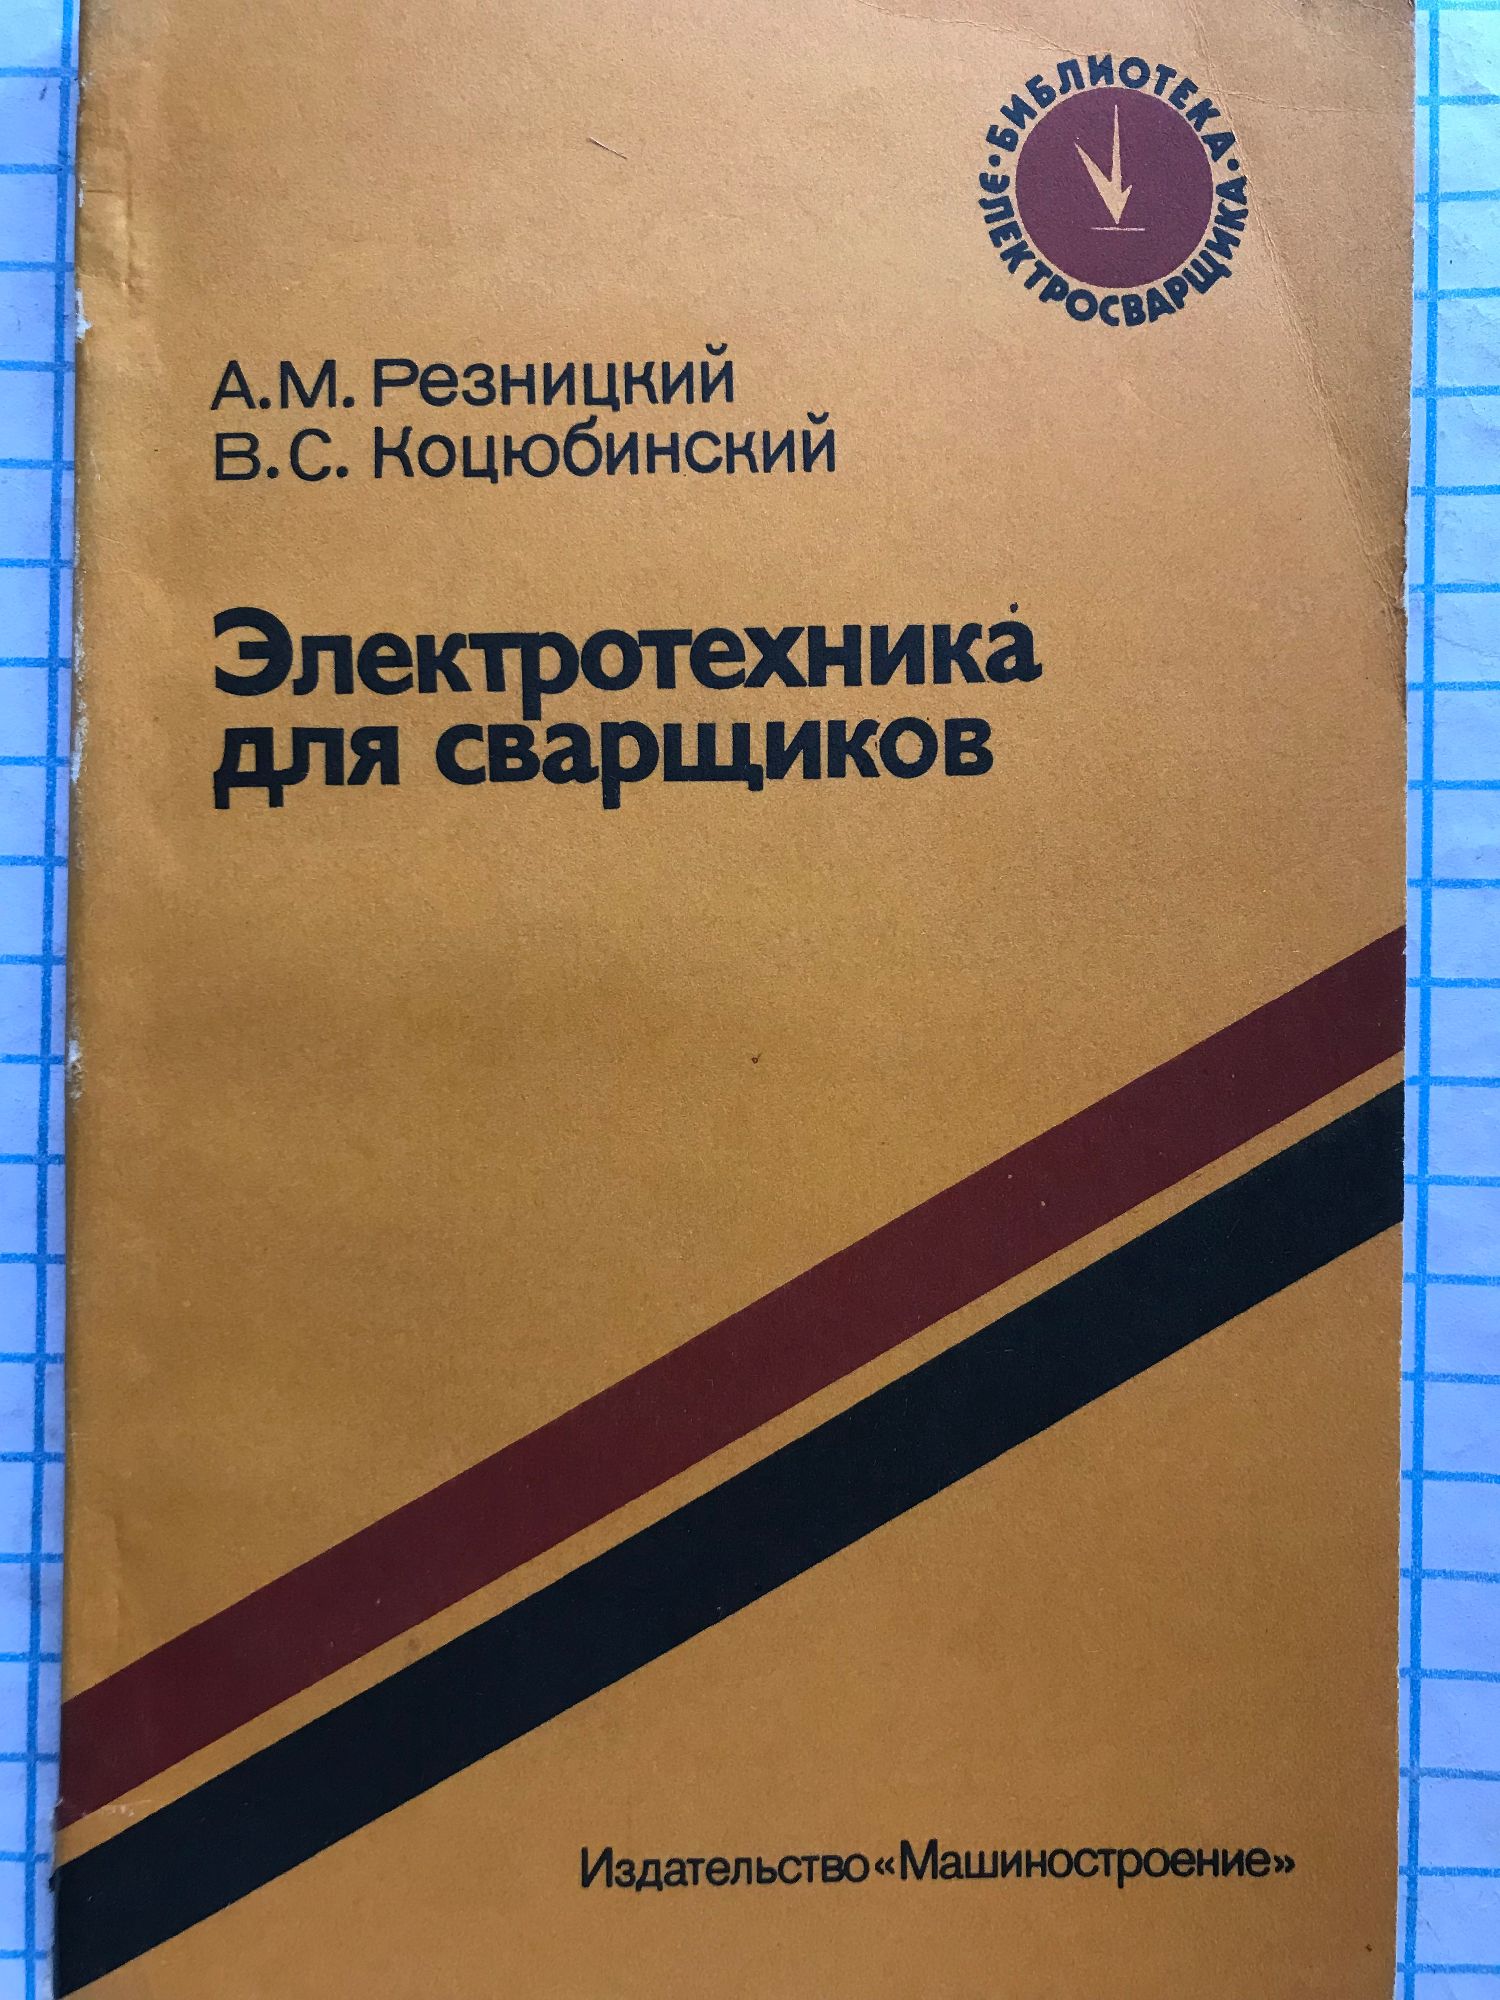 •БИБЛИОТЕКА•
ЭЛЕКТРОСВАРЩИКА
А.М. Резницкий
В.С. Коцюбинский
Электротехника
для сварщиков
Издательство «Машиностроение»